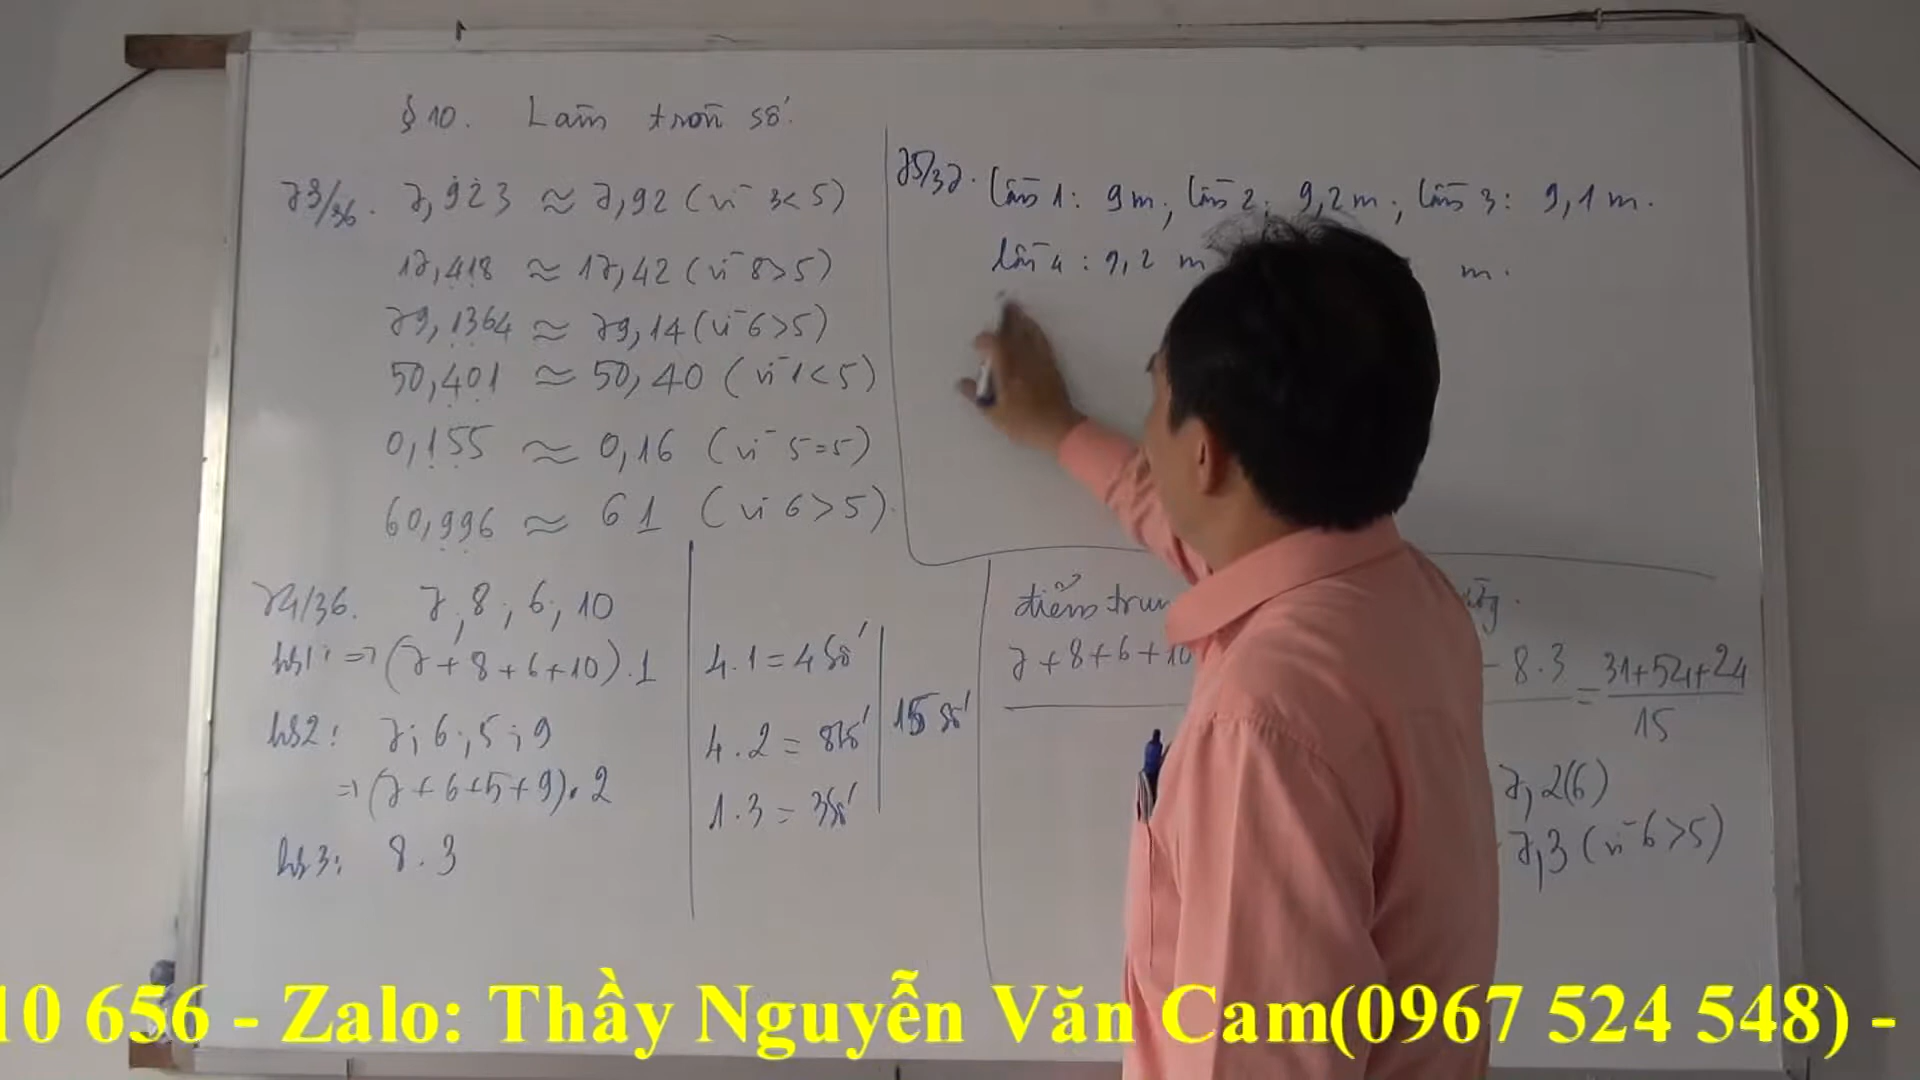 § 10. Làm tròn số.
73/36. 7,923 ≈ 7,92 (vì 3<5)
17,418 ≈ 17,42 (vì 8>5)
79,1364 ≈ 79,14 (vì 6>5)
50,401 ≈ 50,40 (vì 1<5)
0,155 ≈ 0,16 (vì 5=5)
60,996 ≈ 61 (vì 6>5).
74/36. 7; 8; 6; 10
hs1: => (7+8+6+10).1
hs2: 7; 6; 5; 9
=> (7+6+5+9).2
hs3: 8.3
4.1 = 4 số
4.2 = 8 số
1.3 = 3 số
15 số
75/37. Lần 1: 9m; lần 2: 9,2m; lần 3: 9,1m.
lần 4: 9,2 m
m.
điểm
7+8+6+10
8.3 = 31+54+24
15
7,2(6)
7,3 (vì 6>5)
10 656 - Zalo: Thầy Nguyễn Văn Cam(0967 524 548) -